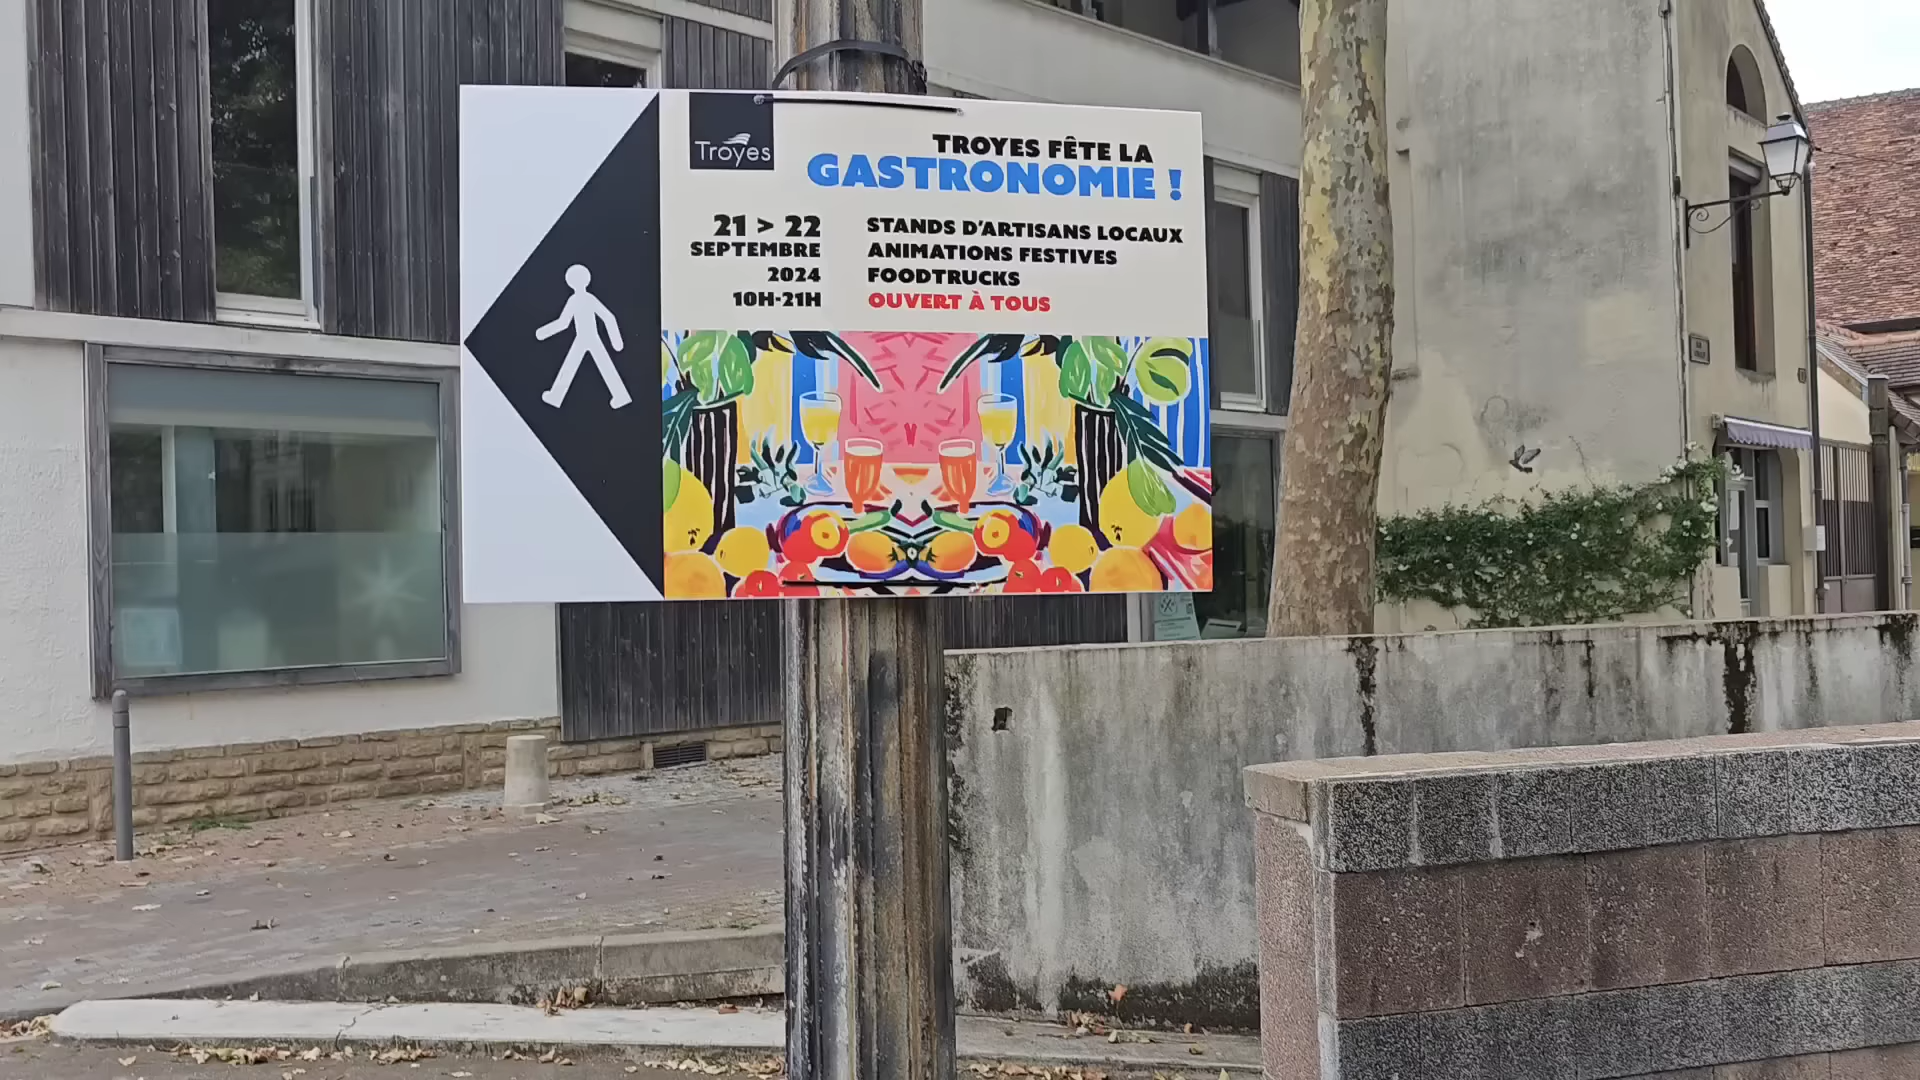 Troyes
TROYES FÊTE LA
GASTRONOMIE !
21 > 22
SEPTEMBRE
2024
10H-21H
STANDS D'ARTISANS LOCAUX
ANIMATIONS FESTIVES
FOODTRUCKS
OUVERT À TOUS